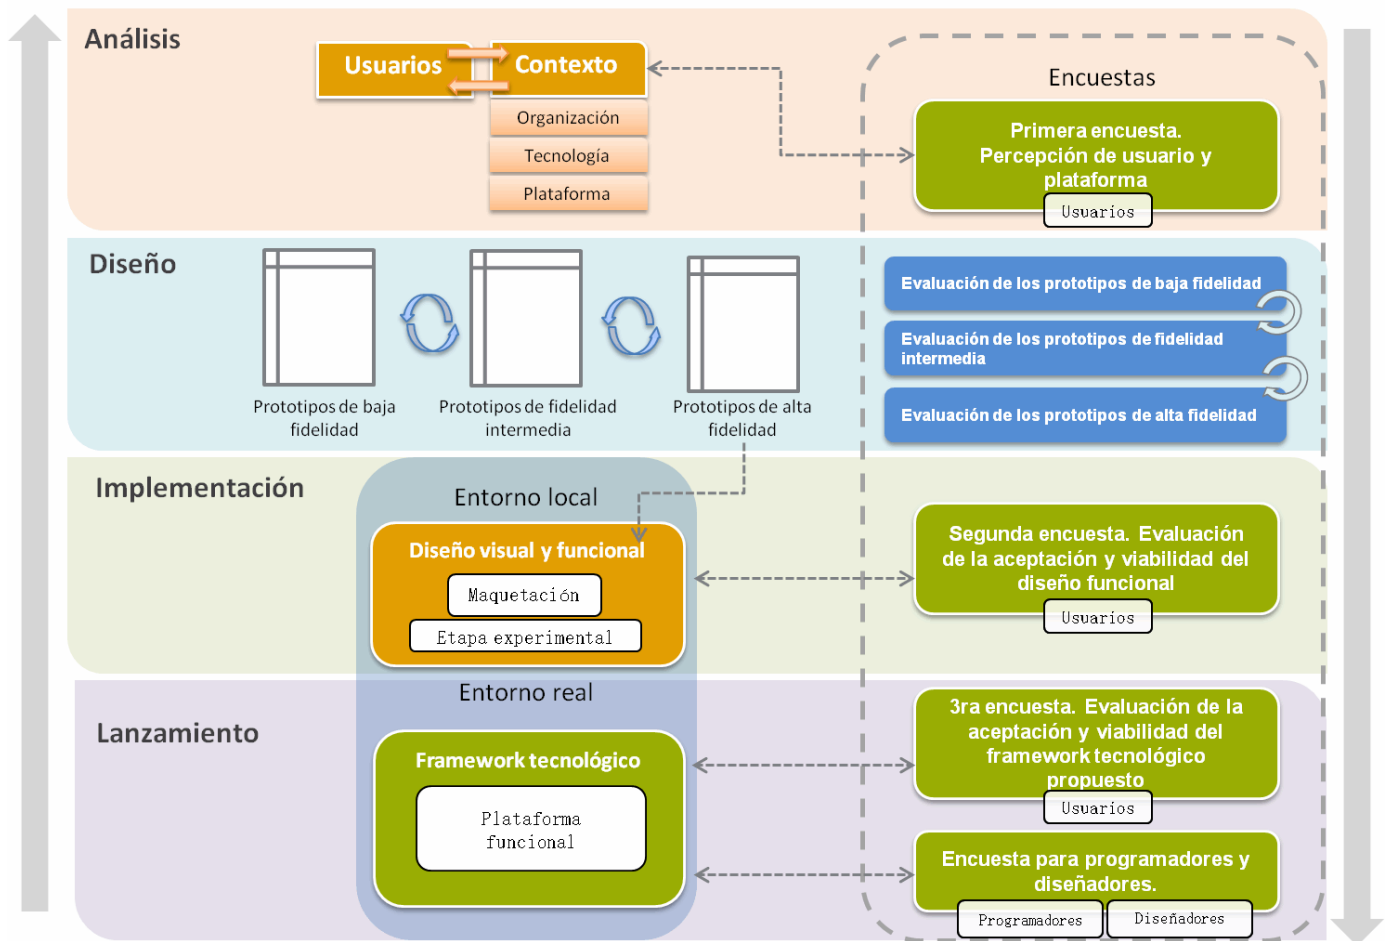 Análisis
Usuarios
Contexto
Organización
Tecnología
Plataforma
Encuestas
Primera encuesta.
Percepción de usuario y
plataforma
Usuarios
Diseño
Prototipos de baja
fidelidad
Prototipos de fidelidad
intermedia
Prototipos de alta
fidelidad
Evaluación de los prototipos de baja fidelidad
Evaluación de los prototipos de fidelidad
intermedia
Evaluación de los prototipos de alta fidelidad
Implementación
Entorno local
Diseño visual y funcional
Maquetación
Etapa experimental
Segunda encuesta. Evaluación
de la aceptación y viabilidad del
diseño funcional
Usuarios
Lanzamiento
Entorno real
Framework tecnológico
Plataforma
funcional
3ra encuesta. Evaluación de la
aceptación y viabilidad del
framework tecnológico
propuesto
Usuarios
Encuesta para programadores y
diseñadores.
Programadores
Diseñadores